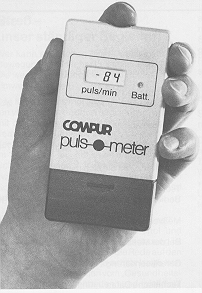 -84
puls/min
Batt.
COMPUR
puls-●-meter